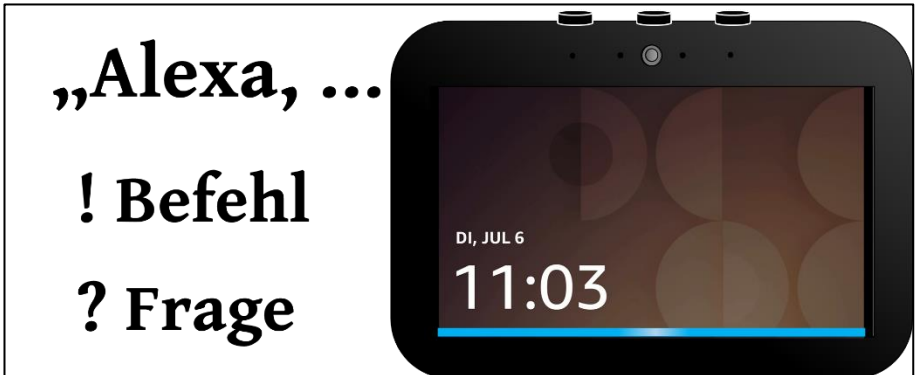 „Alexa, ...
! Befehl
? Frage
DI, JUL 6
11:03